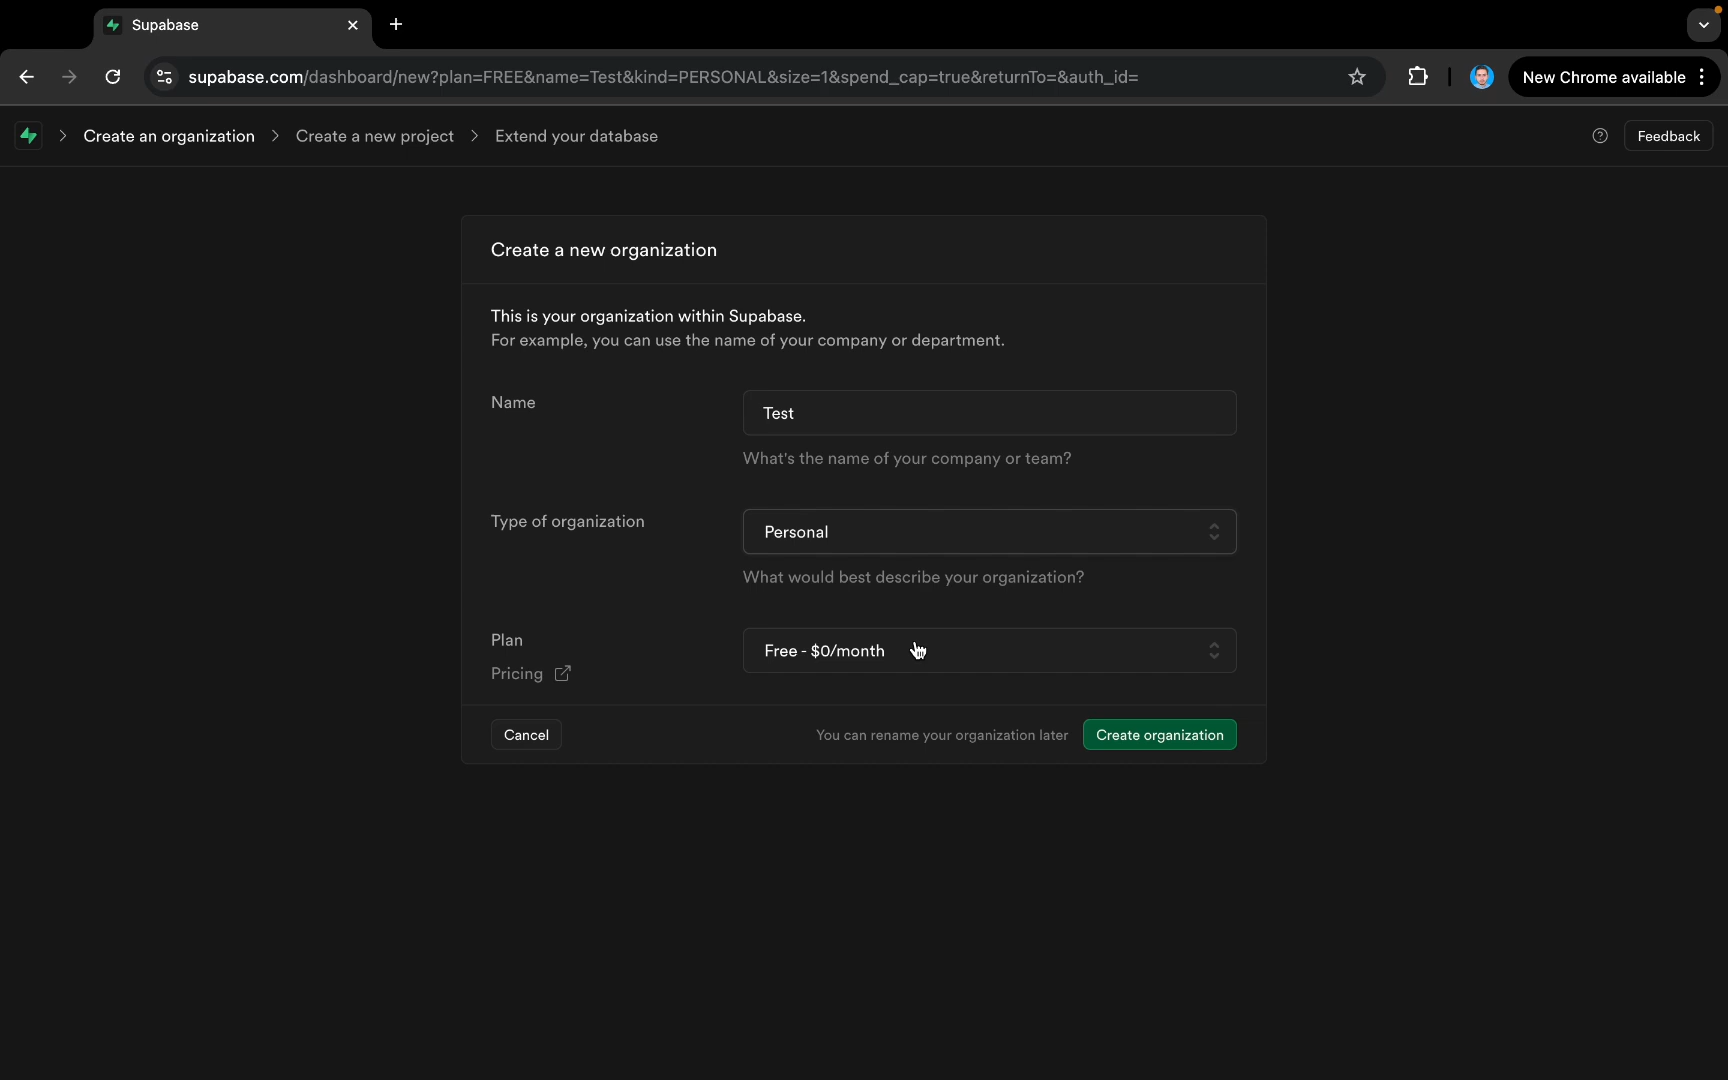 Supabase
supabase.com/dashboard/new?plan=FREE&name=Test&kind=PERSONAL&size=1&spend_cap=true&returnTo=&auth_id=
New Chrome available
Create an organization
Create a new project
Extend your database
Feedback
Create a new organization
This is your organization within Supabase.
For example, you can use the name of your company or department.
Name
Test
What's the name of your company or team?
Type of organization
Personal
What would best describe your organization?
Plan
Free - $0/month
Pricing
Cancel
You can rename your organization later
Create organization